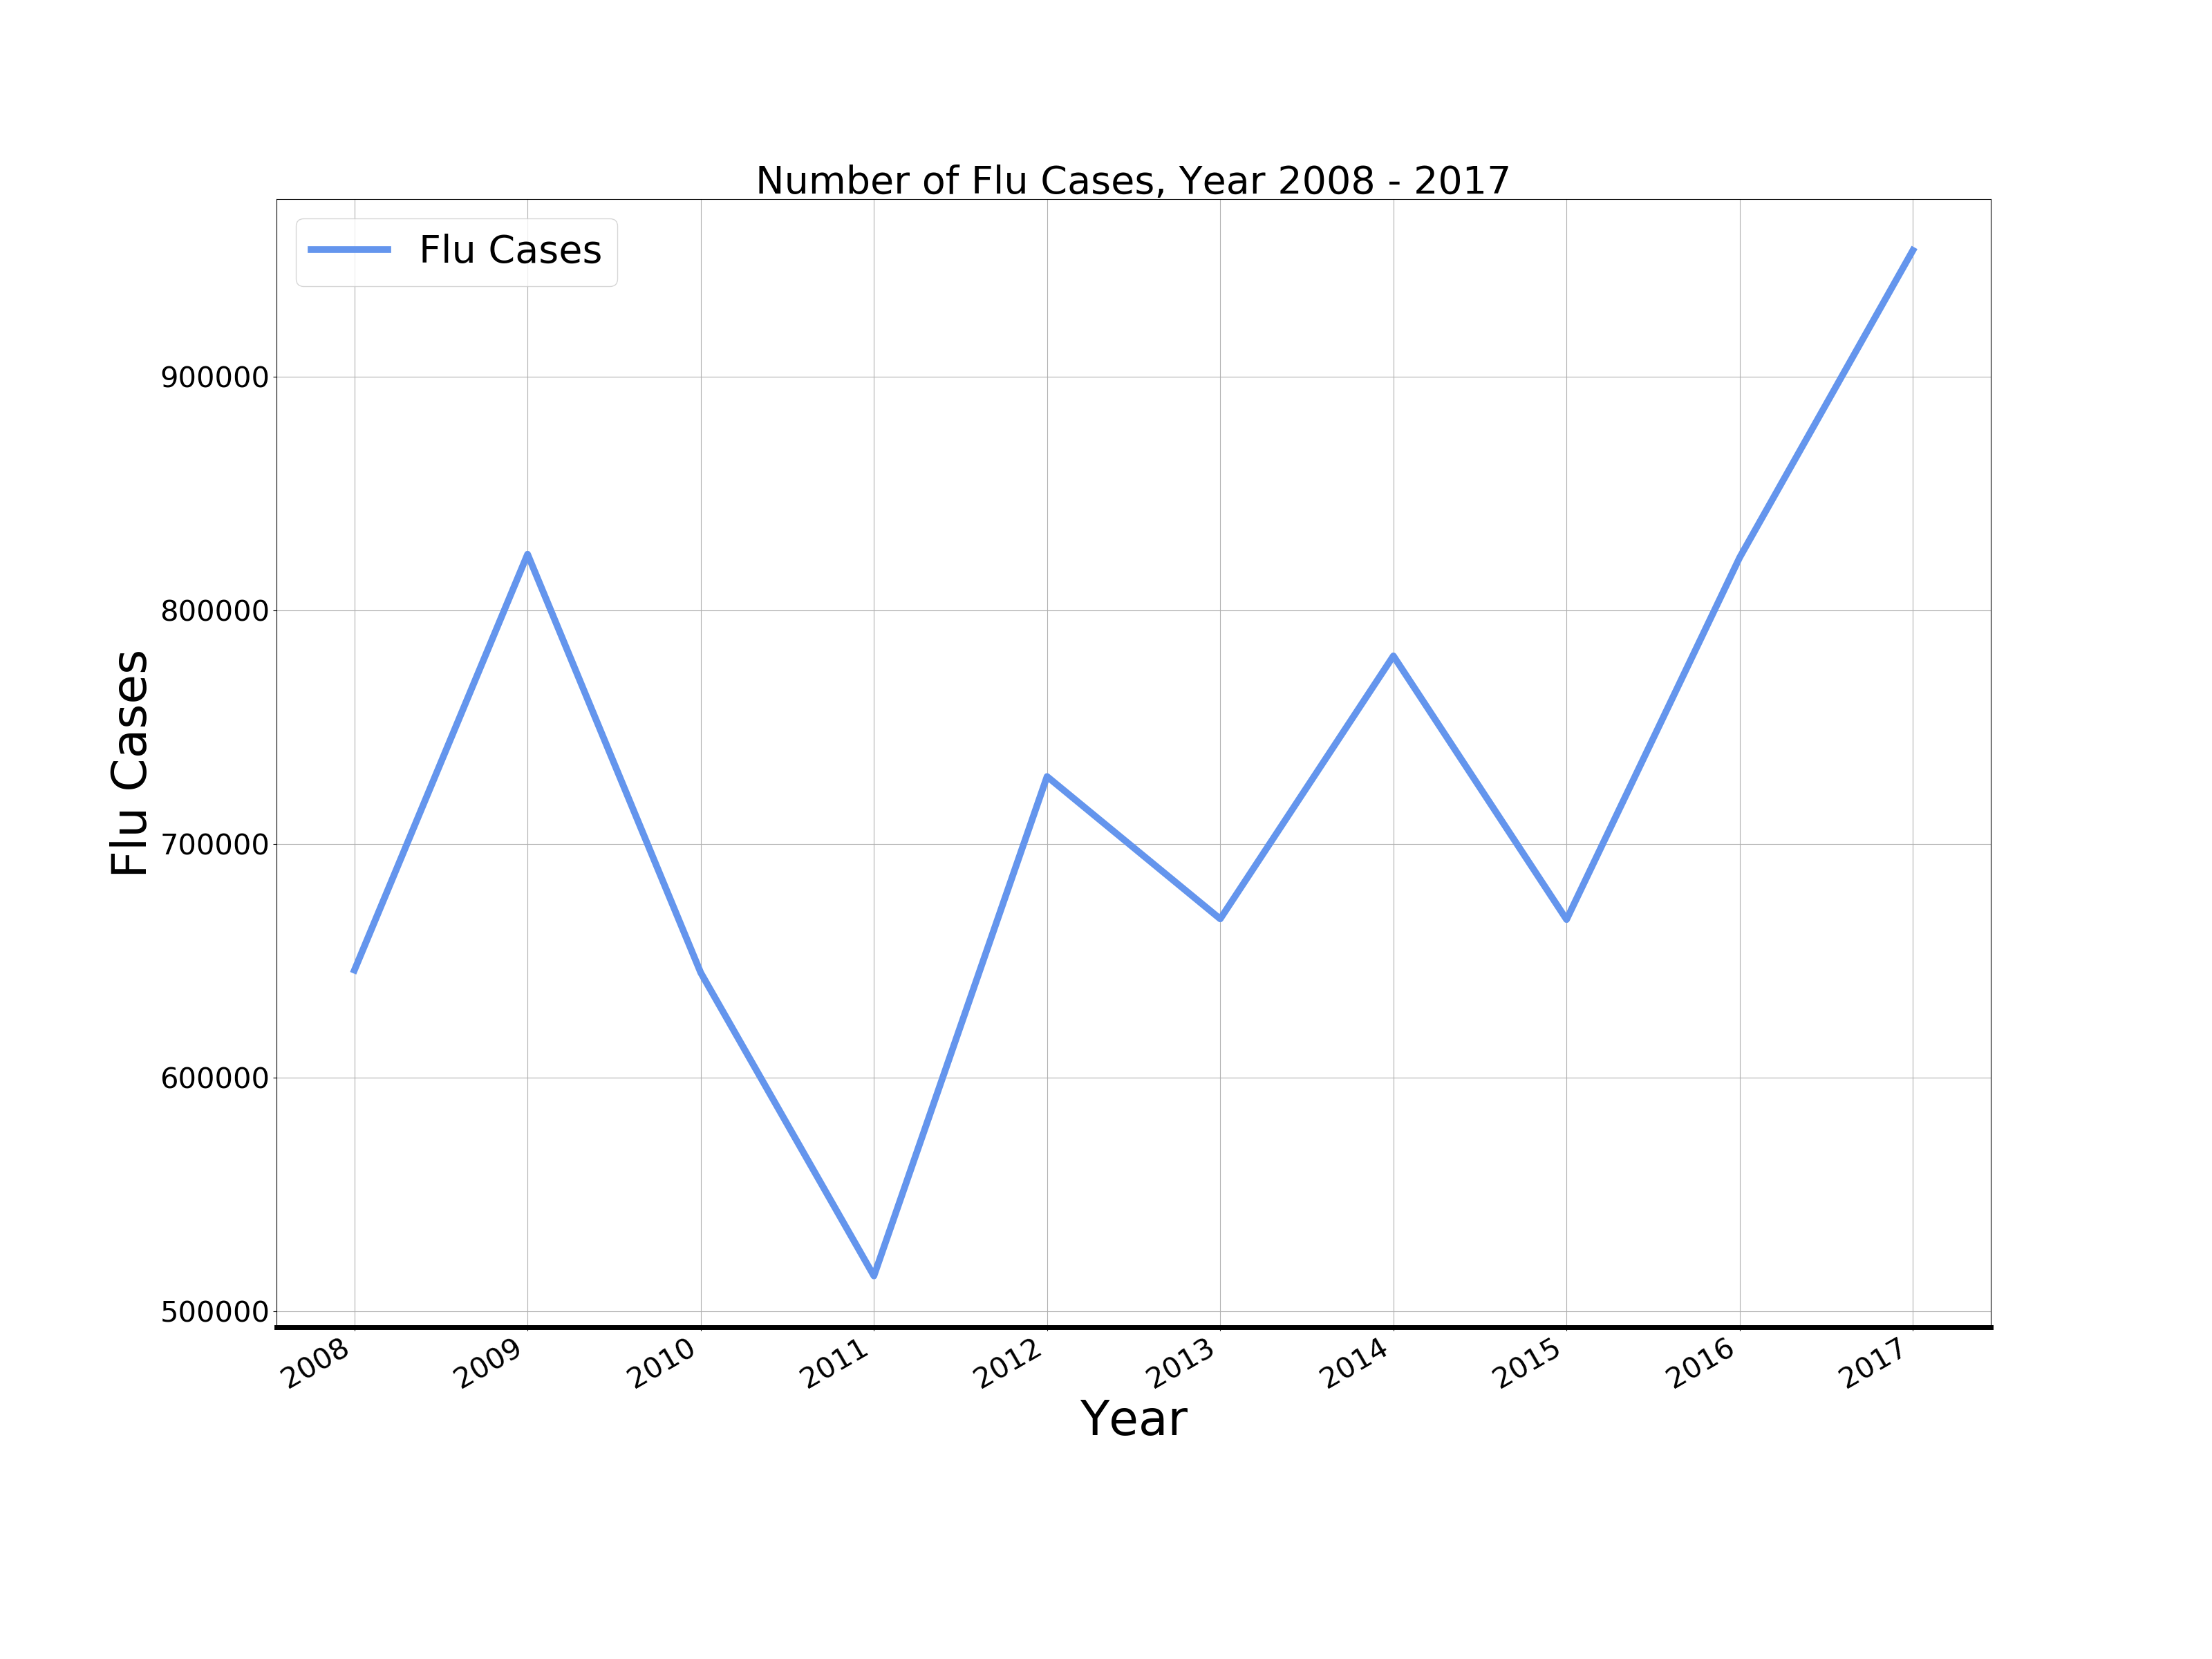 Number of Flu Cases, Year 2008 - 2017
Flu Cases
900000
800000
700000
600000
500000
Flu Cases
2008 2009 2010 2011 2012 2013 2014 2015 2016 2017
Year